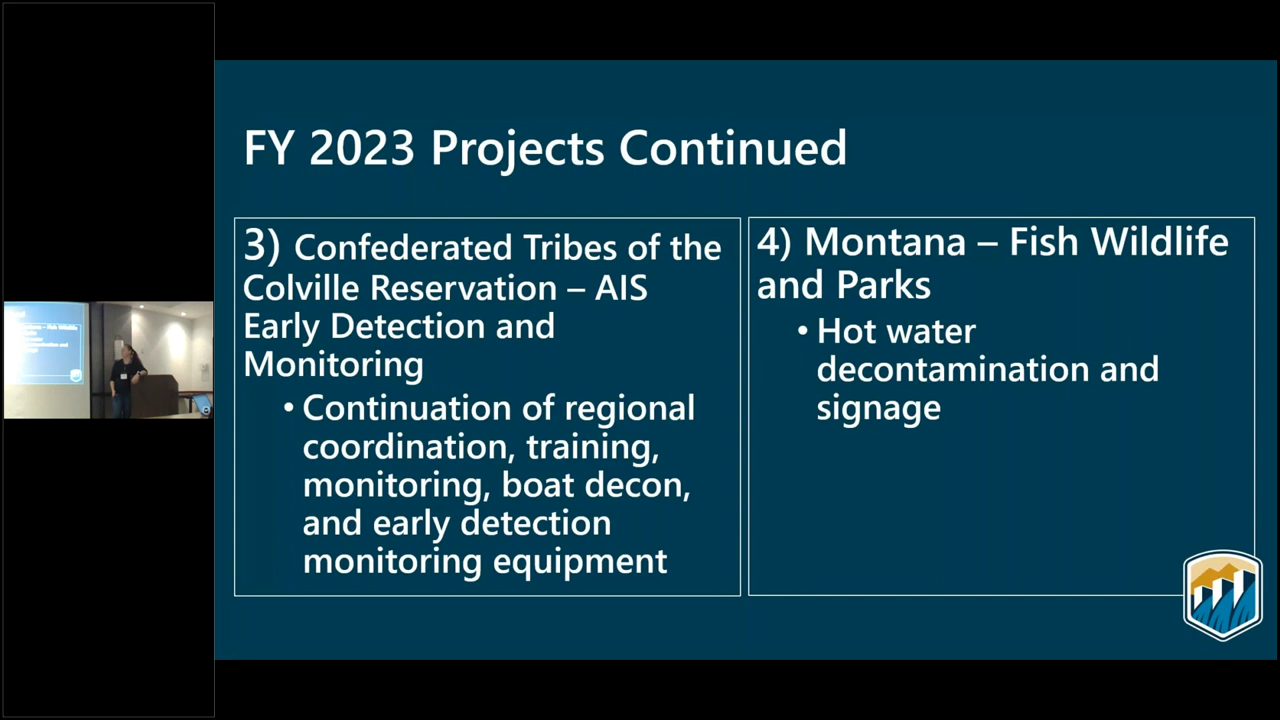 FY 2023 Projects Continued
3) Confederated Tribes of the
Colville Reservation – AIS
Early Detection and
Monitoring
• Continuation of regional
coordination, training,
monitoring, boat decon,
and early detection
monitoring equipment
4) Montana – Fish Wildlife
and Parks
• Hot water
decontamination and
signage